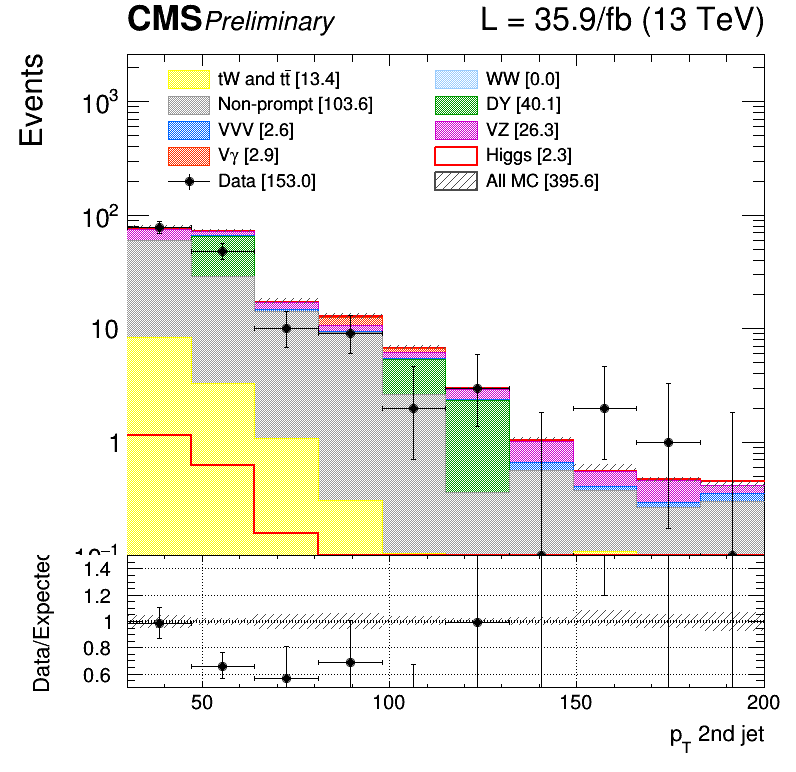 CMS Preliminary L = 35.9/fb (13 TeV)
Events
tW and tt̄ [13.4] WW [0.0]
Non-prompt [103.6] DY [40.1]
VVV [2.6] VZ [26.3]
Vγ [2.9] Higgs [2.3]
Data [153.0] All MC [395.6]
10³
10²
10
1
10⁻¹
Data/Expected
1.4
1.2
1
0.8
0.6
50 100 150 200
p_T 2nd jet